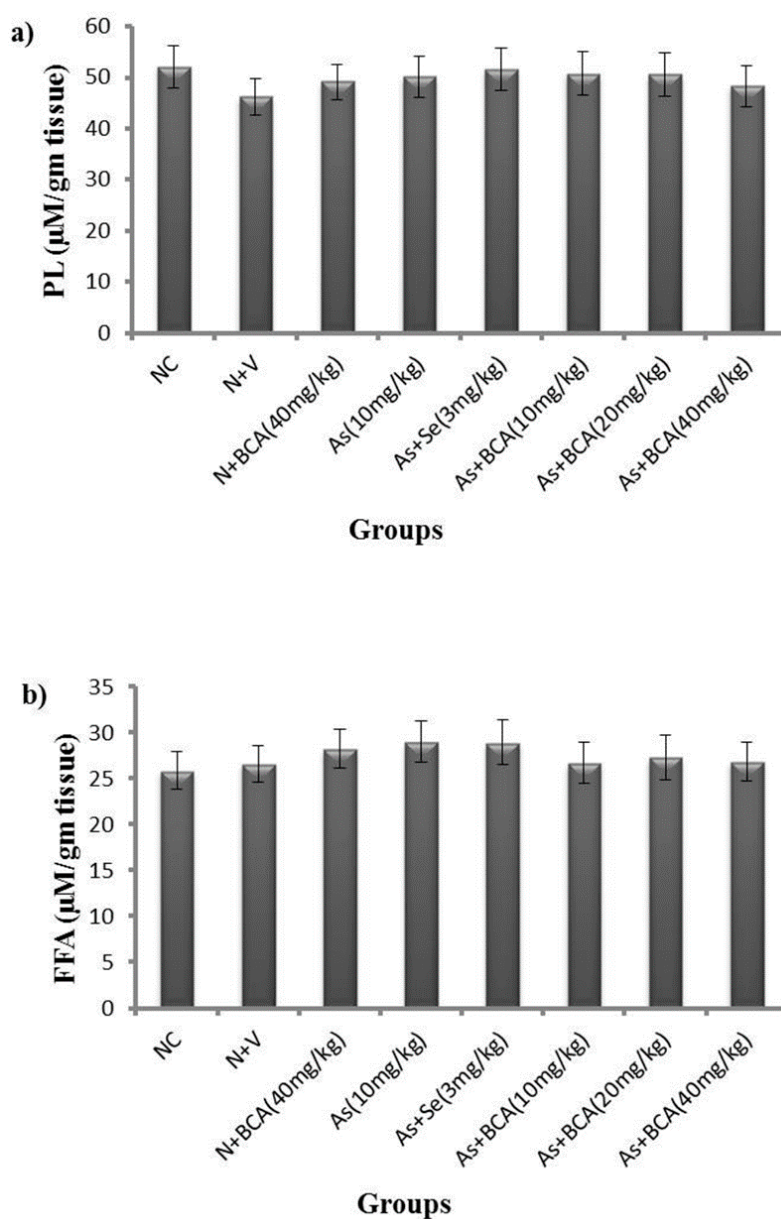 a)
PL (µM/gm tissue)
60
50
40
30
20
10
0
NC
N+V
N+BCA(40mg/kg)
As(10mg/kg)
As+Se(3mg/kg)
As+BCA(10mg/kg)
As+BCA(20mg/kg)
As+BCA(40mg/kg)
Groups
b)
FFA (µM/gm tissue)
35
30
25
20
15
10
5
0
NC
N+V
N+BCA(40mg/kg)
As(10mg/kg)
As+Se(3mg/kg)
As+BCA(10mg/kg)
As+BCA(20mg/kg)
As+BCA(40mg/kg)
Groups